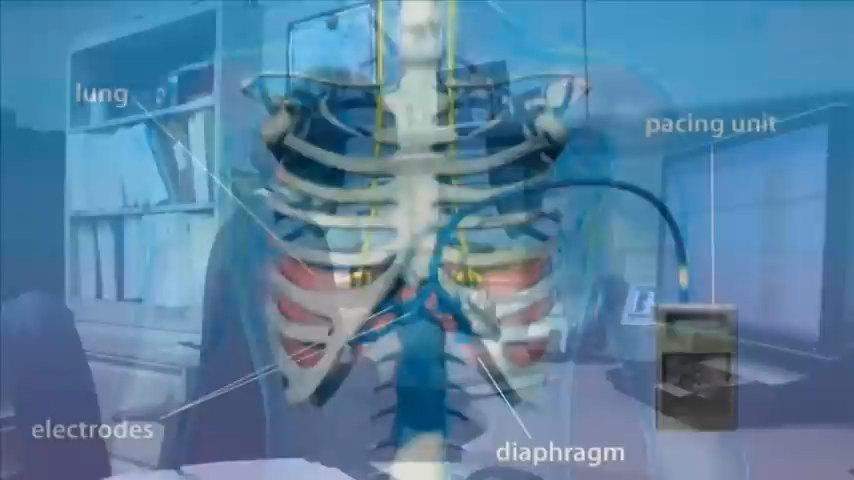 lung
pacing unit
electrodes
diaphragm